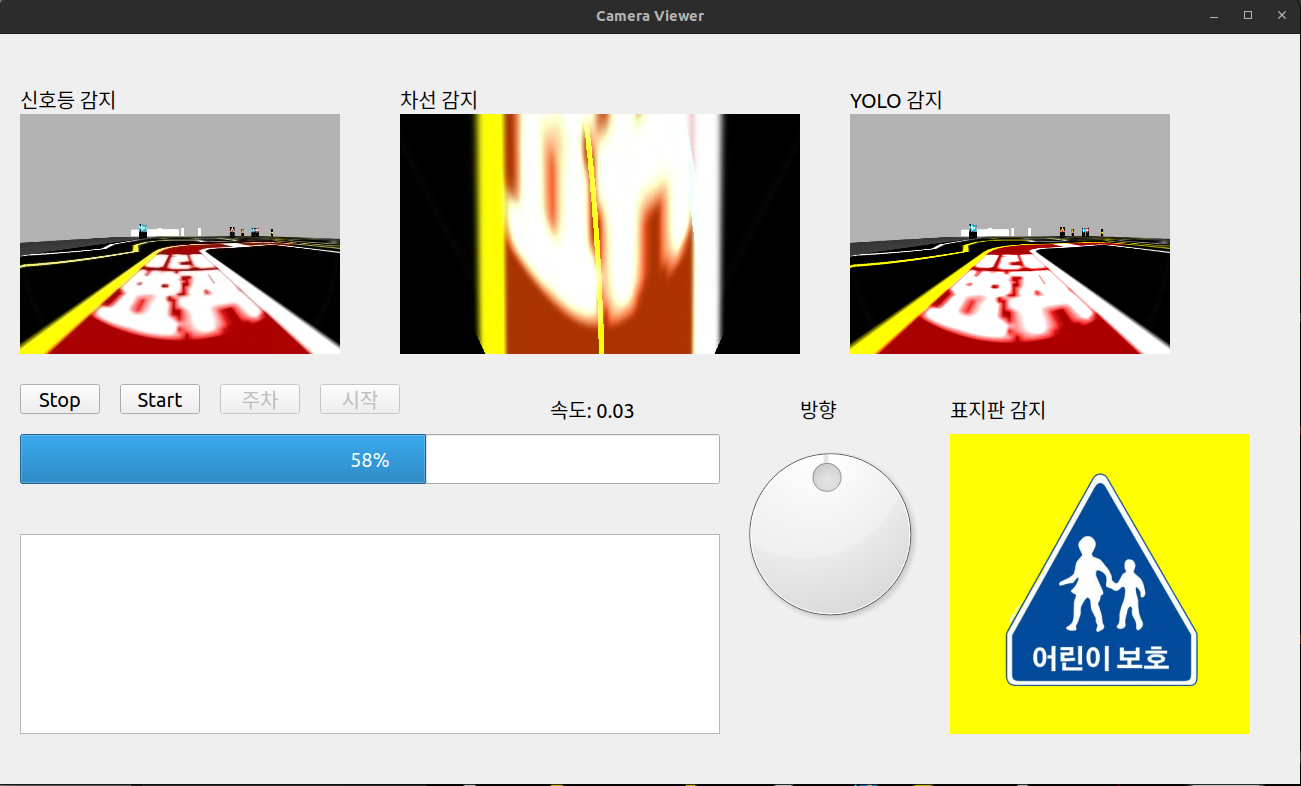 Camera Viewer
신호등 감지
차선 감지
YOLO 감지
Stop
Start
주차
시작
속도: 0.03
방향
표지판 감지
58%
어린이 보호